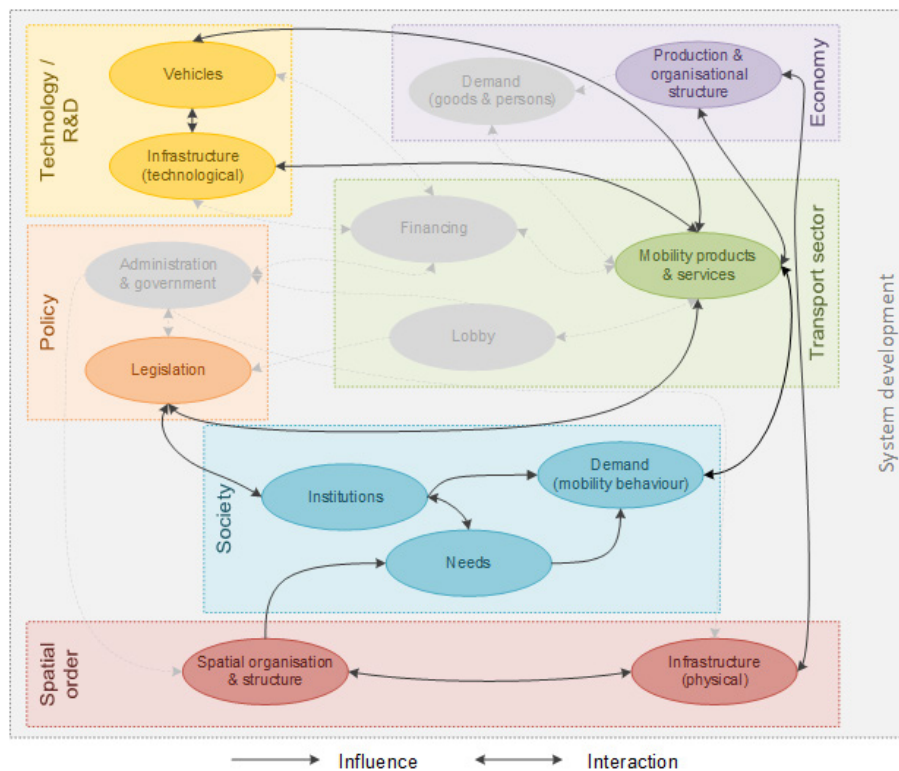 Technology /
R&D
Vehicles
Infrastructure
(technological)
Demand
(goods & persons)
Production &
organisational
structure
Economy
Policy
Administration
& government
Legislation
Financing
Lobby
Mobility products
& services
Transport sector
System development
Society
Institutions
Needs
Demand
(mobility behaviour)
Spatial
order
Spatial organisation
& structure
Infrastructure
(physical)
Influence
Interaction